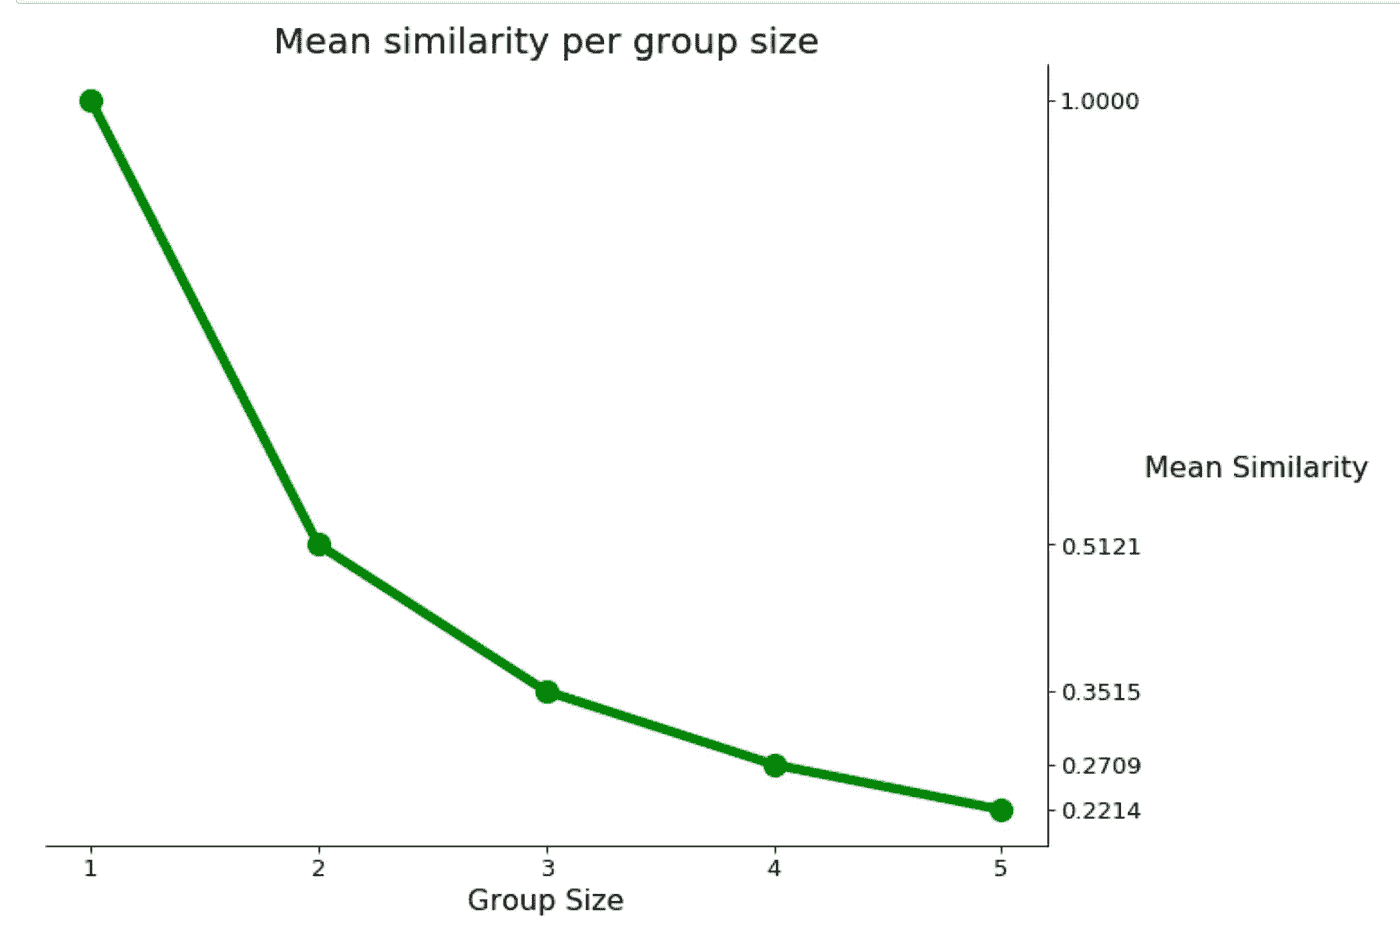 Mean similarity per group size
1.0000
Mean Similarity
0.5121
0.3515
0.2709
0.2214
1 2 3 4 5
Group Size